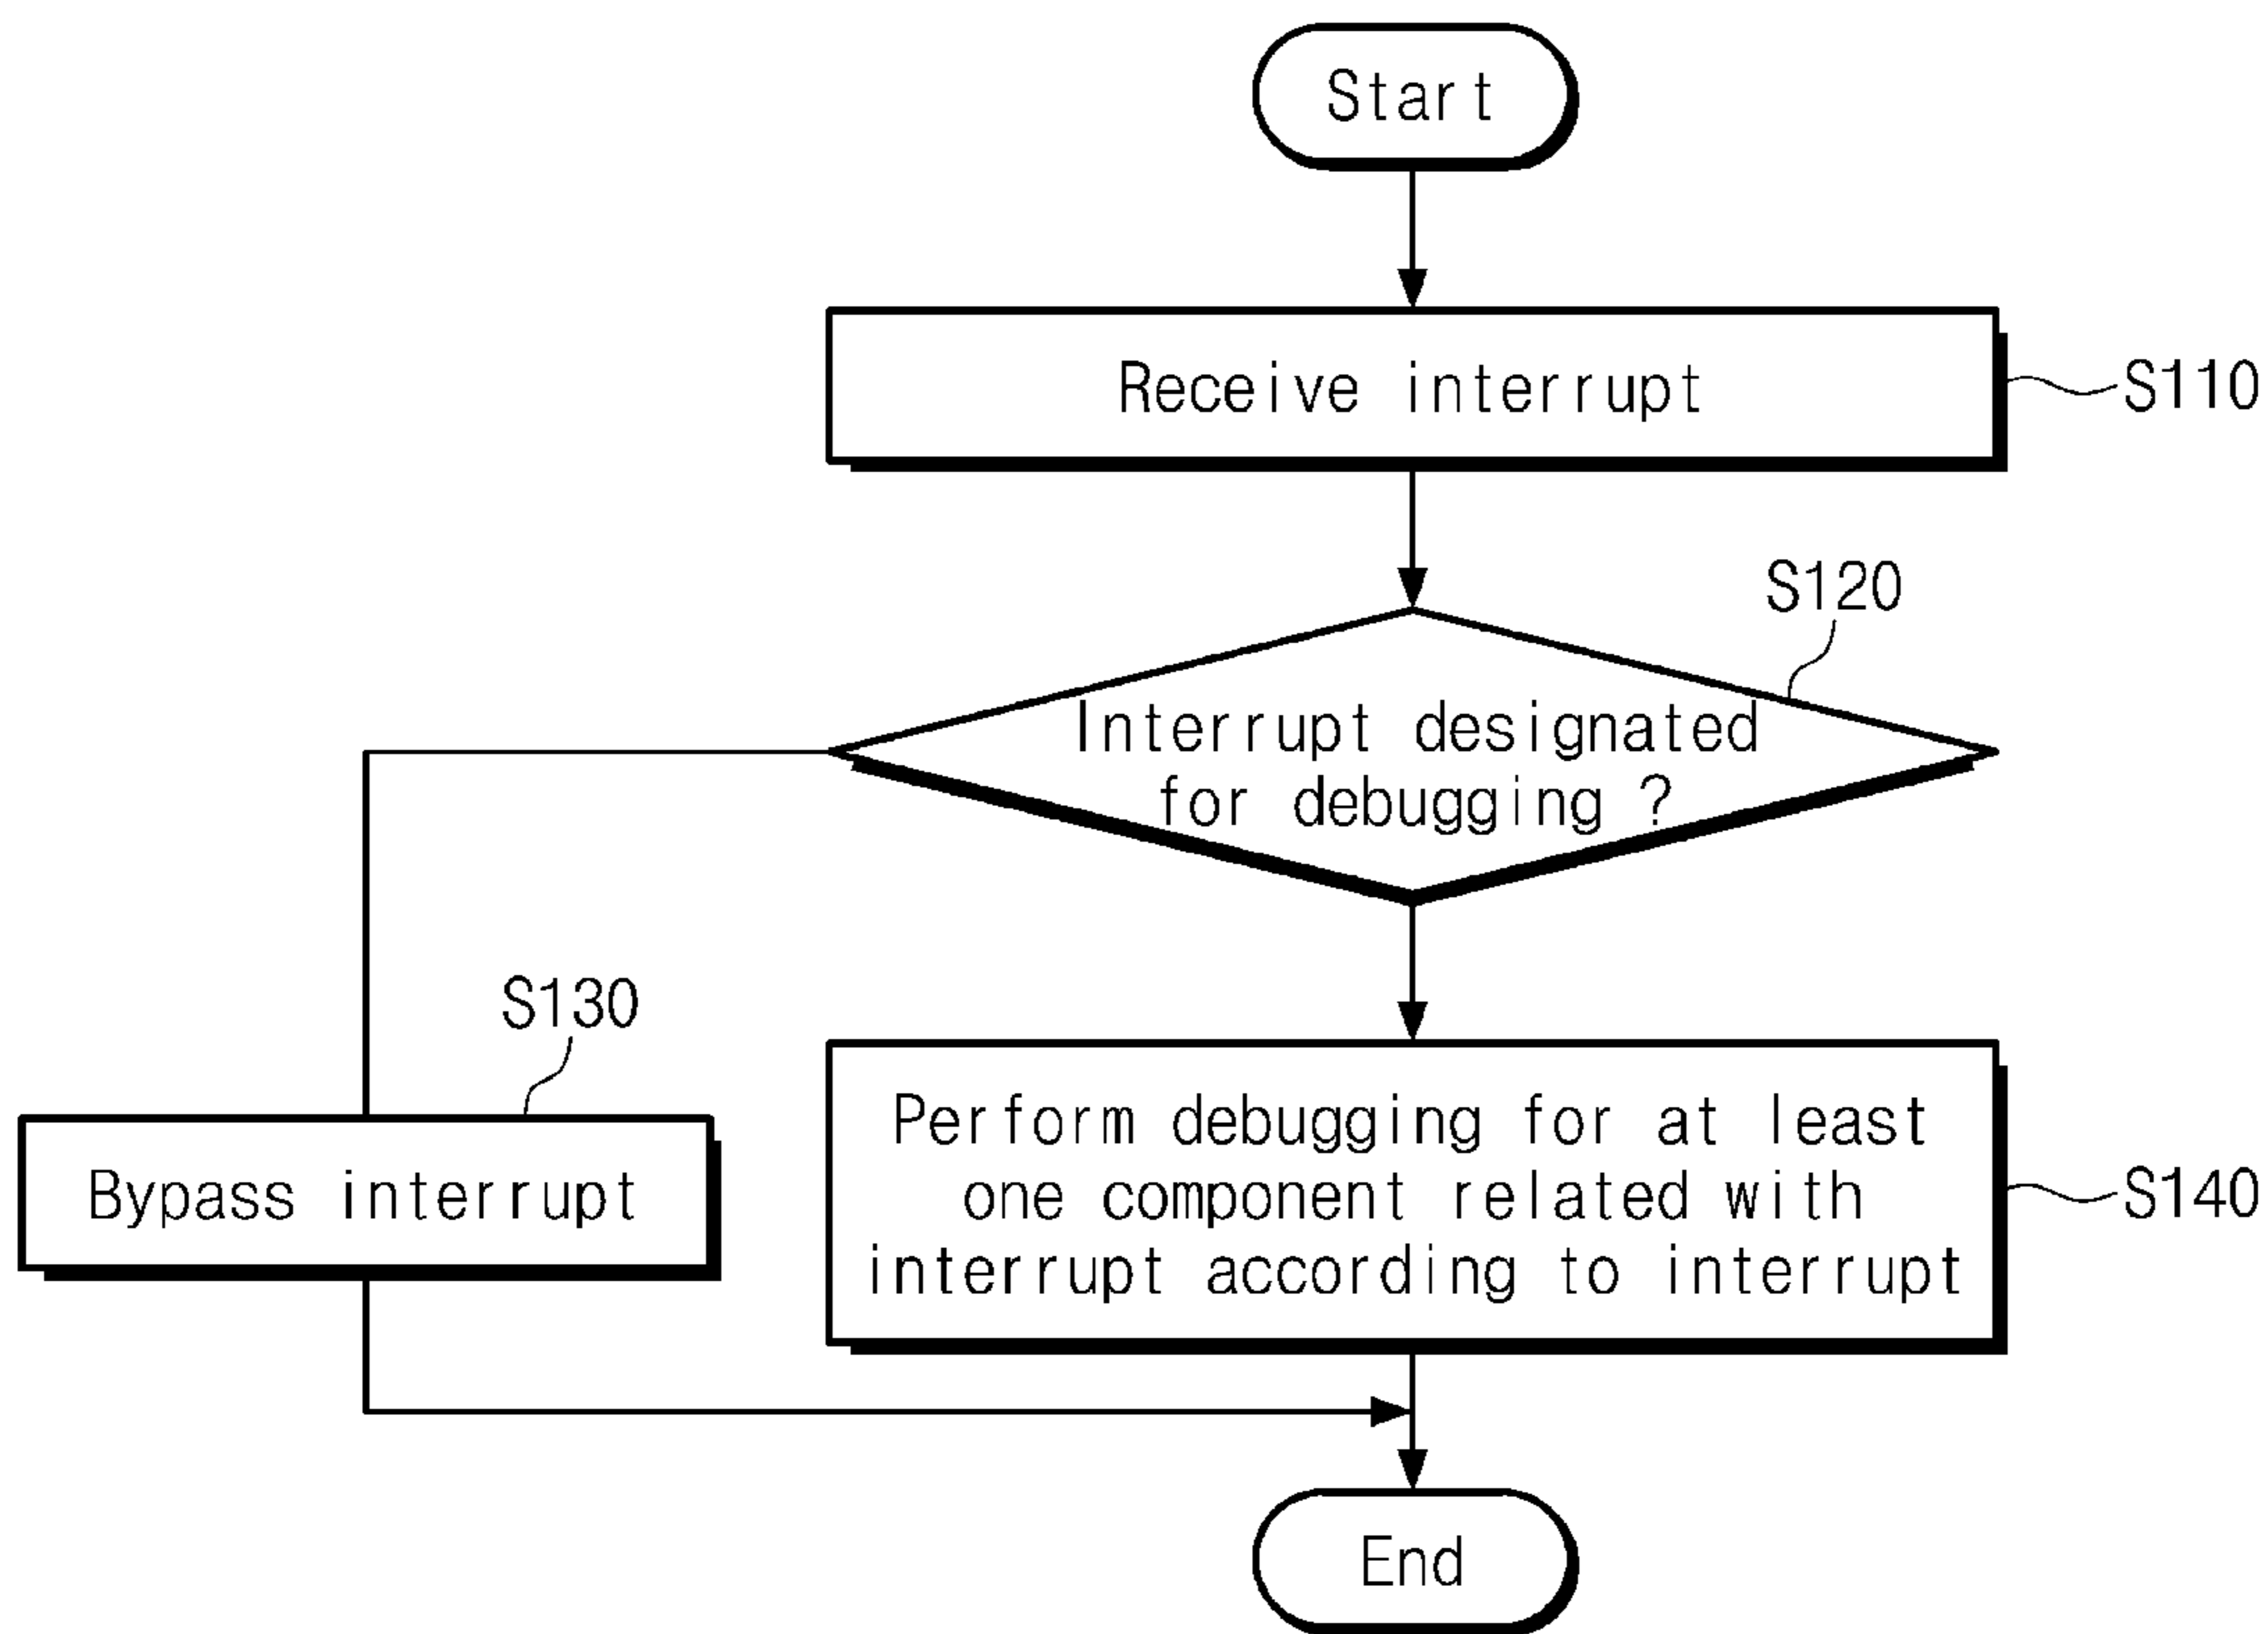 Start
Receive interrupt
S110
S120
Interrupt designated
for debugging ?
S130
Bypass interrupt
Perform debugging for at least
one component related with
interrupt according to interrupt
S140
End